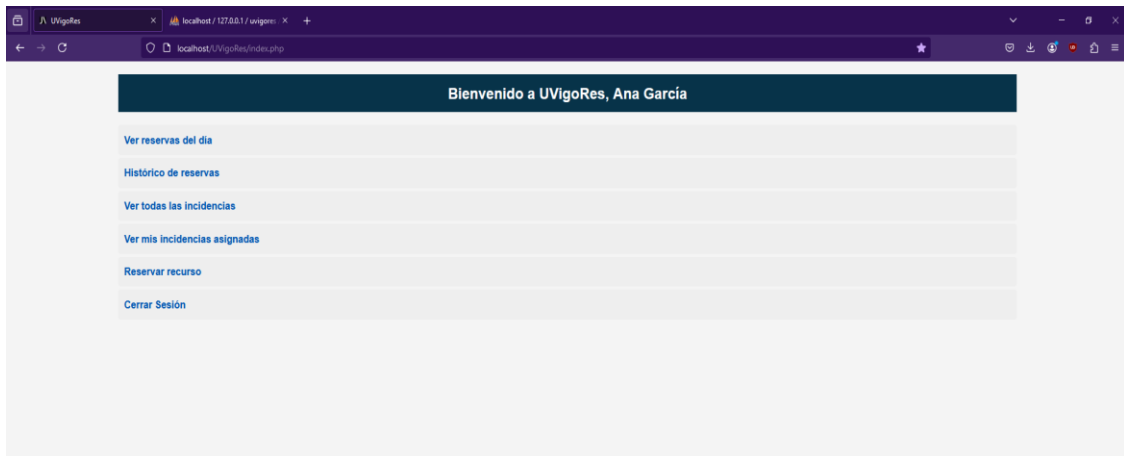 UVigoRes
localhost / 127.0.0.1 / uvigores
localhost/UVigoRes/index.php
Bienvenido a UVigoRes, Ana García
Ver reservas del dia
Histórico de reservas
Ver todas las incidencias
Ver mis incidencias asignadas
Reservar recurso
Cerrar Sesión